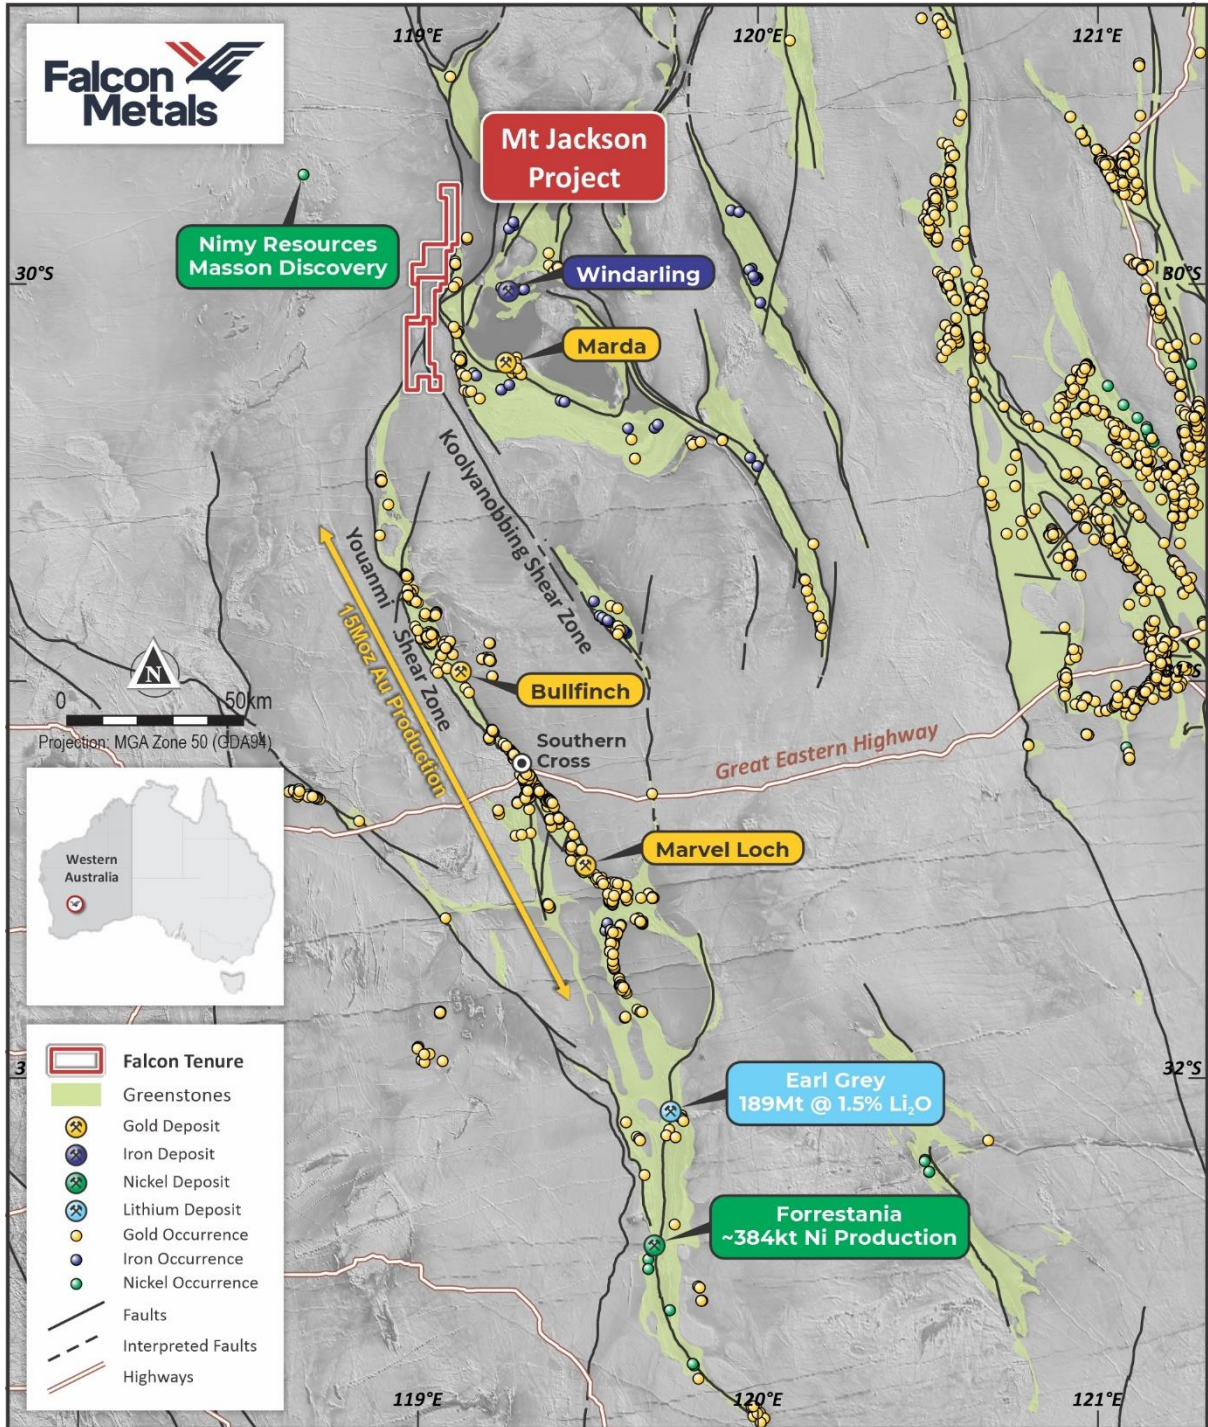 119°E
120°E
121°E
Falcon
Metals
Mt Jackson
Project
Nimy Resources
Masson Discovery
30°S
30°S
Windarling
Marda
Koolyanobbing Shear Zone
Youanmi
Shear Zone
15Moz Au Production
N
0
50km
Projection: MGA Zone 50 (GDA94)
31°S
Bullfinch
Southern
Cross
Great Eastern Highway
Marvel Loch
Western
Australia
32°S
Earl Grey
189Mt @ 1.5% Li₂O
Forrestania
~384kt Ni Production
Falcon Tenure
Greenstones
Gold Deposit
Iron Deposit
Nickel Deposit
Lithium Deposit
Gold Occurrence
Iron Occurrence
Nickel Occurrence
Faults
Interpreted Faults
Highways
119°E
120°E
121°E